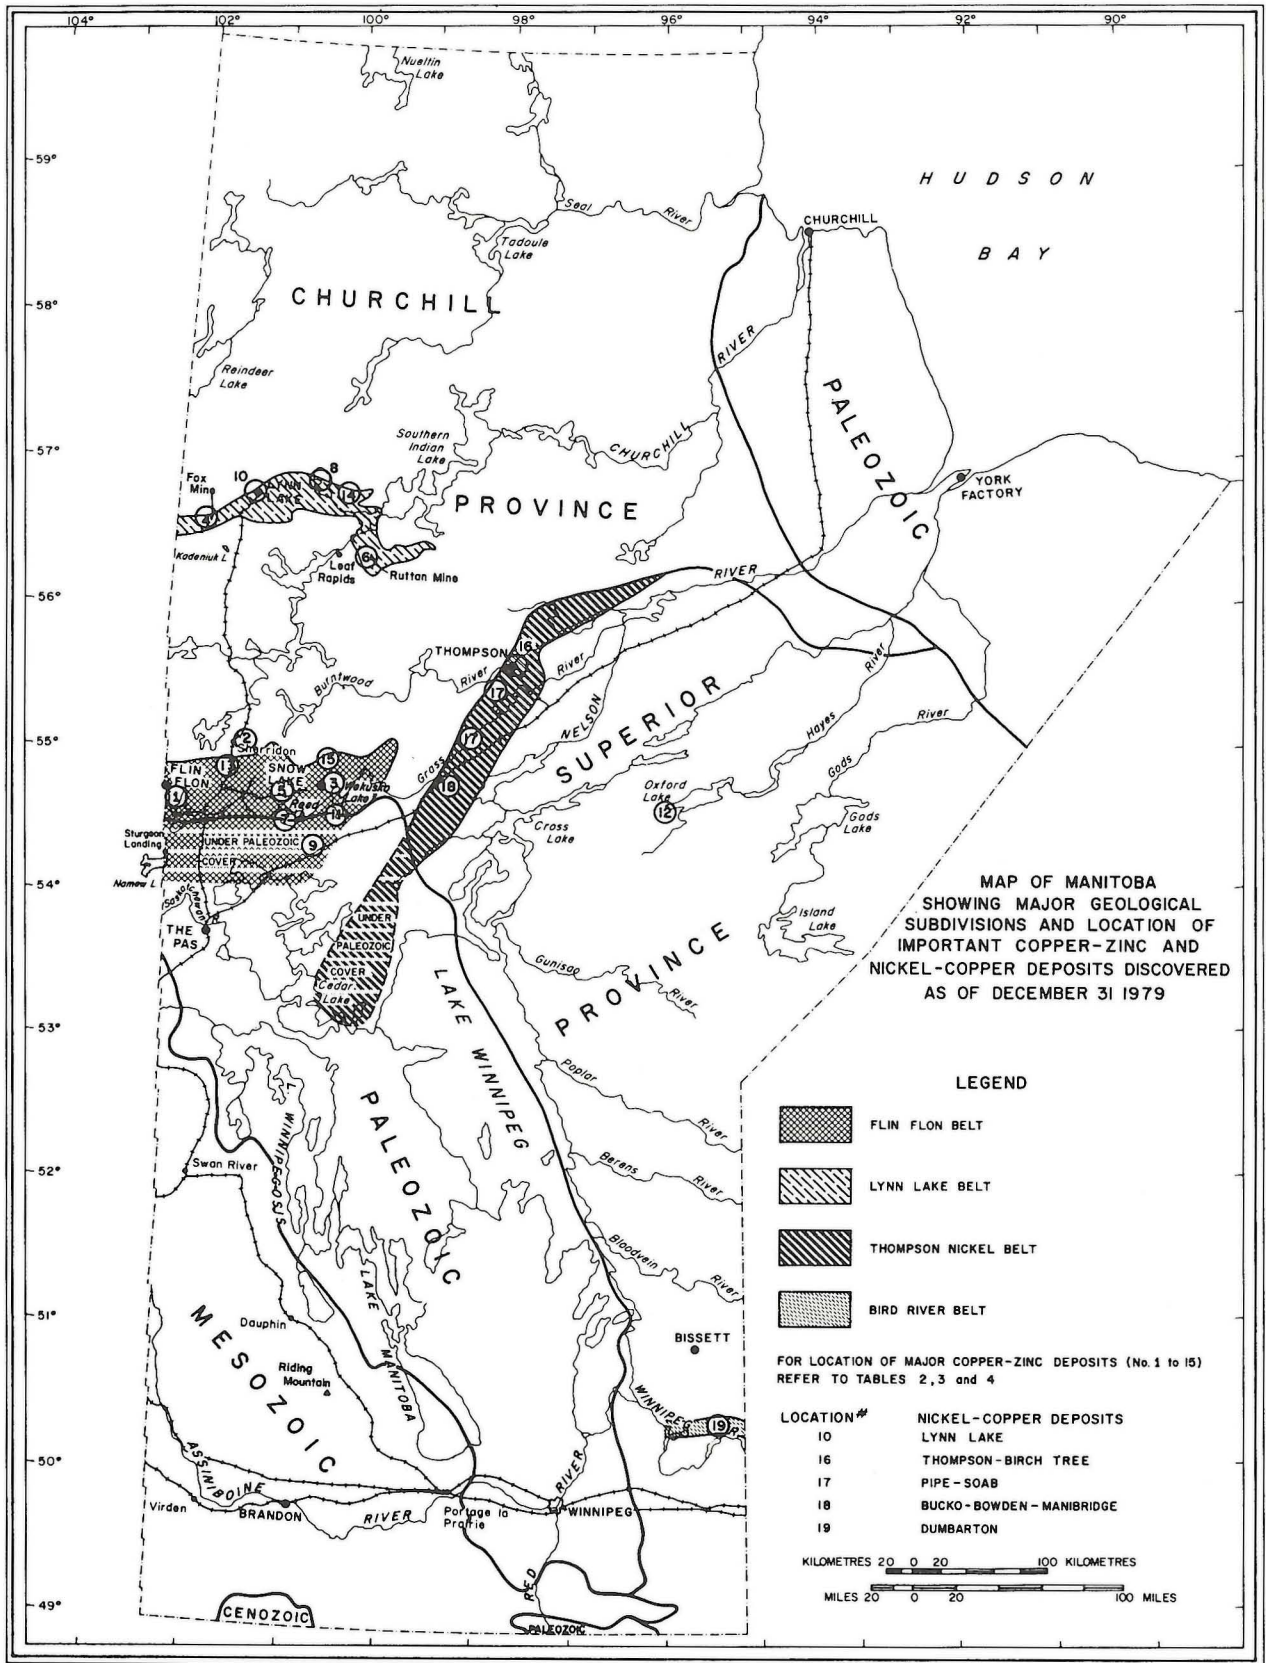 104°
102°
100°
98°
96°
94°
92°
90°
Nueltin
Lake
59°
HUDSON
BAY
Seal River
CHURCHILL
Tadoule
Lake
58°
CHURCHILL
RIVER
Reindeer
Lake
PALEOZOIC
57°
Southern
Indian
Lake
CHURCHILL
Fox
Mine
10
8
LYNN
LAKE
14
4
PROVINCE
YORK
FACTORY
Kadeniuk L.
Leaf
Rapids
6
Ruttan Mine
56°
RIVER
THOMPSON
16
Burntwood River
River
17
River
SUPERIOR
NELSON
Hayes
River
Gods
55°
2
Sherridon
13
15
FLIN
FLON
SNOW
LAKE
17
Grass
1
5
3
Wekusko
Lake
Reed
7
11
18
Oxford
Lake
12
Gods
Lake
Cross
Lake
Sturgeon
Landing
UNDER PALEOZOIC
COVER
9
Namew L.
54°
Saskatchewan R.
THE
PAS
UNDER
PALEOZOIC
COVER
Cedar
Lake
Island
Lake
MAP OF MANITOBA
SHOWING MAJOR GEOLOGICAL
SUBDIVISIONS AND LOCATION OF
IMPORTANT COPPER-ZINC AND
NICKEL-COPPER DEPOSITS DISCOVERED
AS OF DECEMBER 31 1979
Gunisao
River
PROVINCE
53°
LAKE WINNIPEG
Poplar
River
L. WINNIPEGOSIS
PALEOZOIC
LEGEND
FLIN FLON BELT
52°
Swan River
Berens
River
LYNN LAKE BELT
Bloodvein
River
THOMPSON NICKEL BELT
LAKE
MANITOBA
51°
Dauphin
BIRD RIVER BELT
MESOZOIC
BISSETT
Riding
Mountain
FOR LOCATION OF MAJOR COPPER-ZINC DEPOSITS (No. 1 to 15)
REFER TO TABLES 2, 3 and 4
WINNIPEG
R.
19
LOCATION# NICKEL-COPPER DEPOSITS
10 LYNN LAKE
16 THOMPSON-BIRCH TREE
17 PIPE-SOAB
18 BUCKO-BOWDEN-MANIBRIDGE
19 DUMBARTON
50°
ASSINIBOINE
RIVER
Virden
BRANDON
RIVER
Portage la
Prairie
WINNIPEG
RED
KILOMETRES 20 0 20 100 KILOMETRES
MILES 20 0 20 100 MILES
49°
CENOZOIC
PALEOZOIC